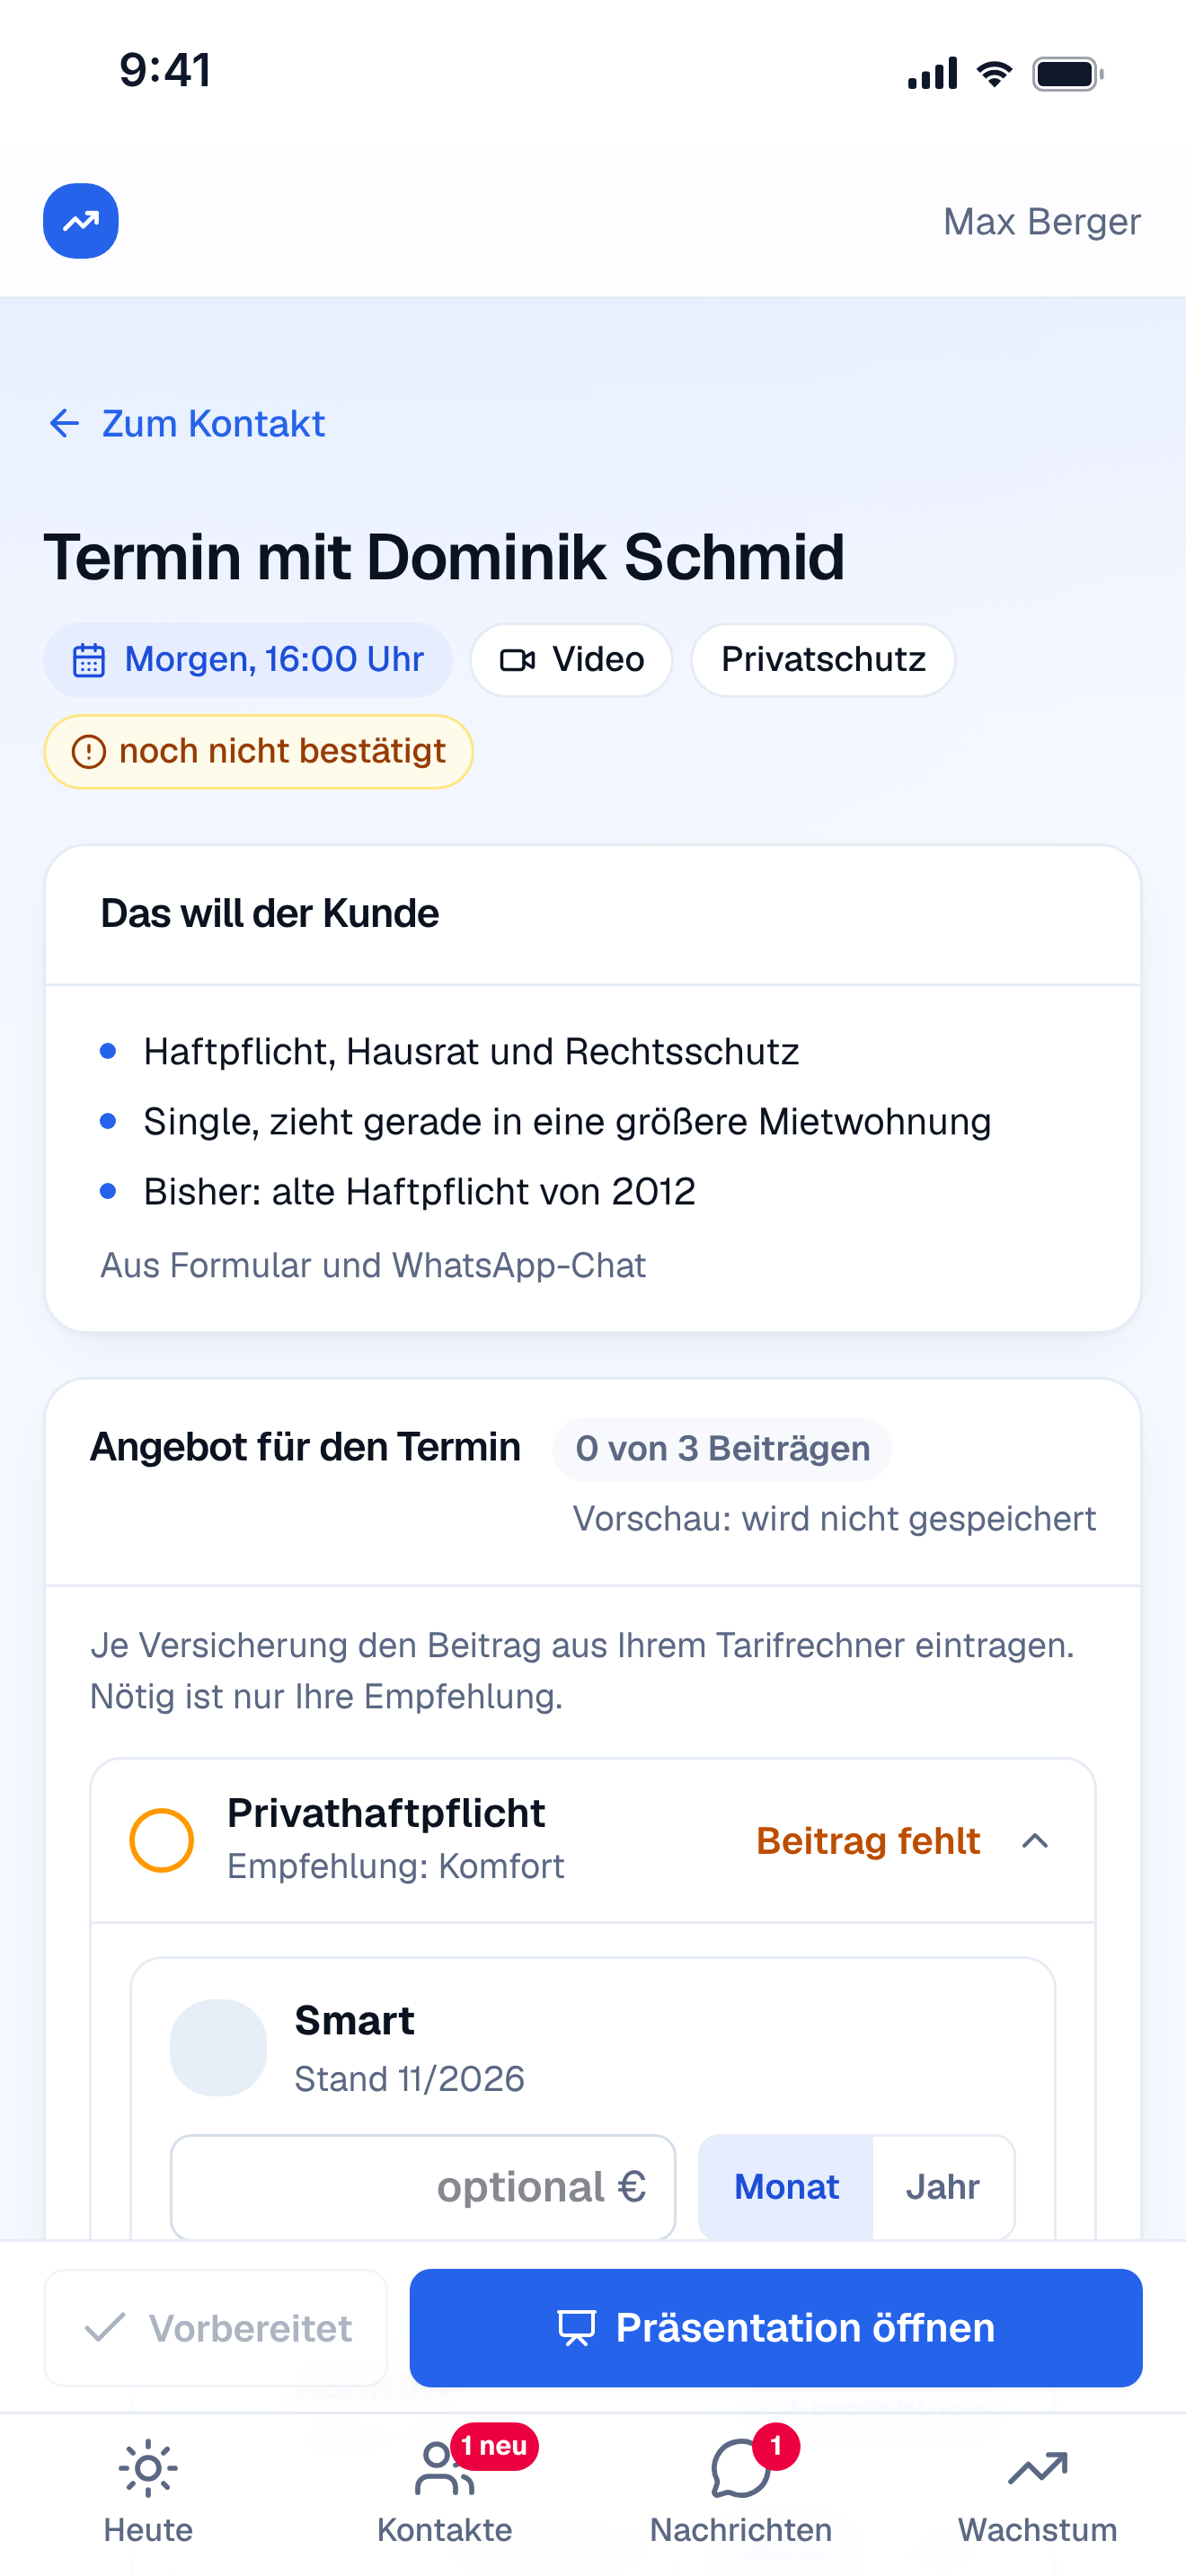 9:41
Max Berger
Zum Kontakt
Termin mit Dominik Schmid
Morgen, 16:00 Uhr
Video
Privatschutz
noch nicht bestätigt
Das will der Kunde
Haftpflicht, Hausrat und Rechtsschutz
Single, zieht gerade in eine größere Mietwohnung
Bisher: alte Haftpflicht von 2012
Aus Formular und WhatsApp-Chat
Angebot für den Termin
0 von 3 Beiträgen
Vorschau: wird nicht gespeichert
Je Versicherung den Beitrag aus Ihrem Tarifrechner eintragen.
Nötig ist nur Ihre Empfehlung.
Privathaftpflicht
Empfehlung: Komfort
Beitrag fehlt
Smart
Stand 11/2026
optional €
Monat
Jahr
Vorbereitet
Präsentation öffnen
Empfehlung
1 neu
1
Heute
Kontakte
Nachrichten
Wachstum